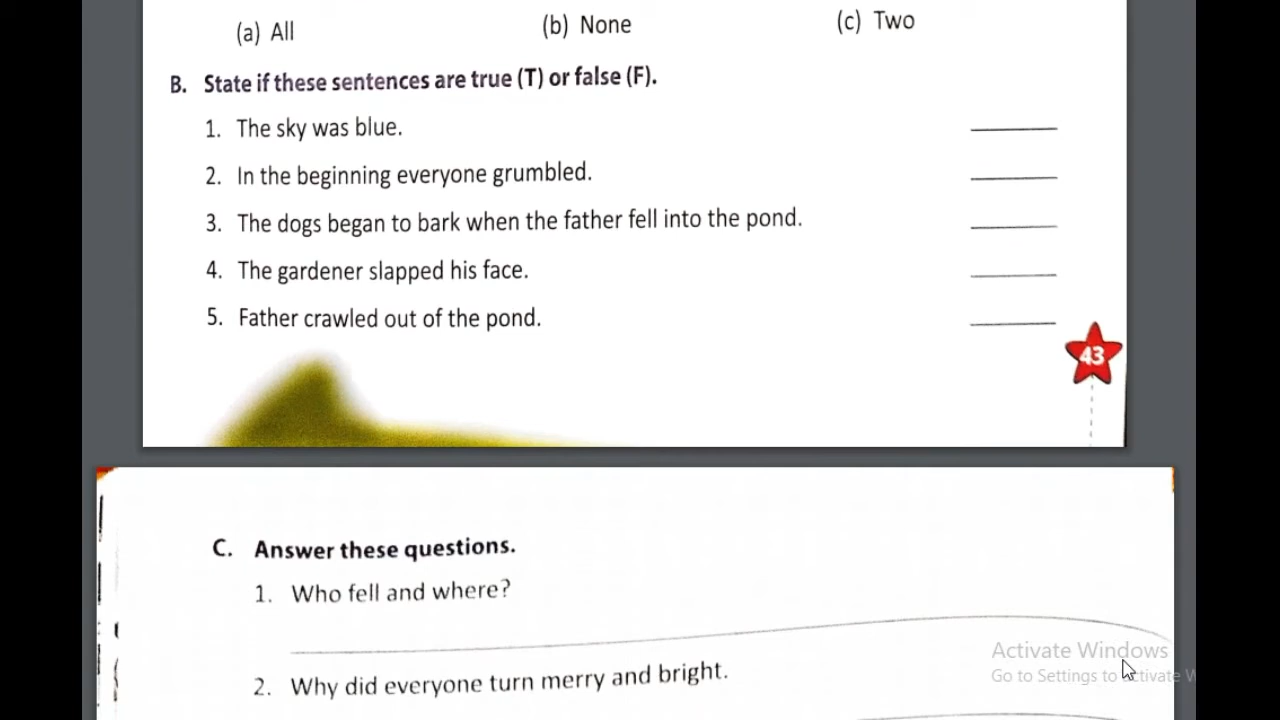 (a) All (b) None (c) Two
B. State if these sentences are true (T) or false (F).
1. The sky was blue.
2. In the beginning everyone grumbled.
3. The dogs began to bark when the father fell into the pond.
4. The gardener slapped his face.
5. Father crawled out of the pond.
43
C. Answer these questions.
1. Who fell and where?
Activate Windows
Go to Settings to activate W
2. Why did everyone turn merry and bright.